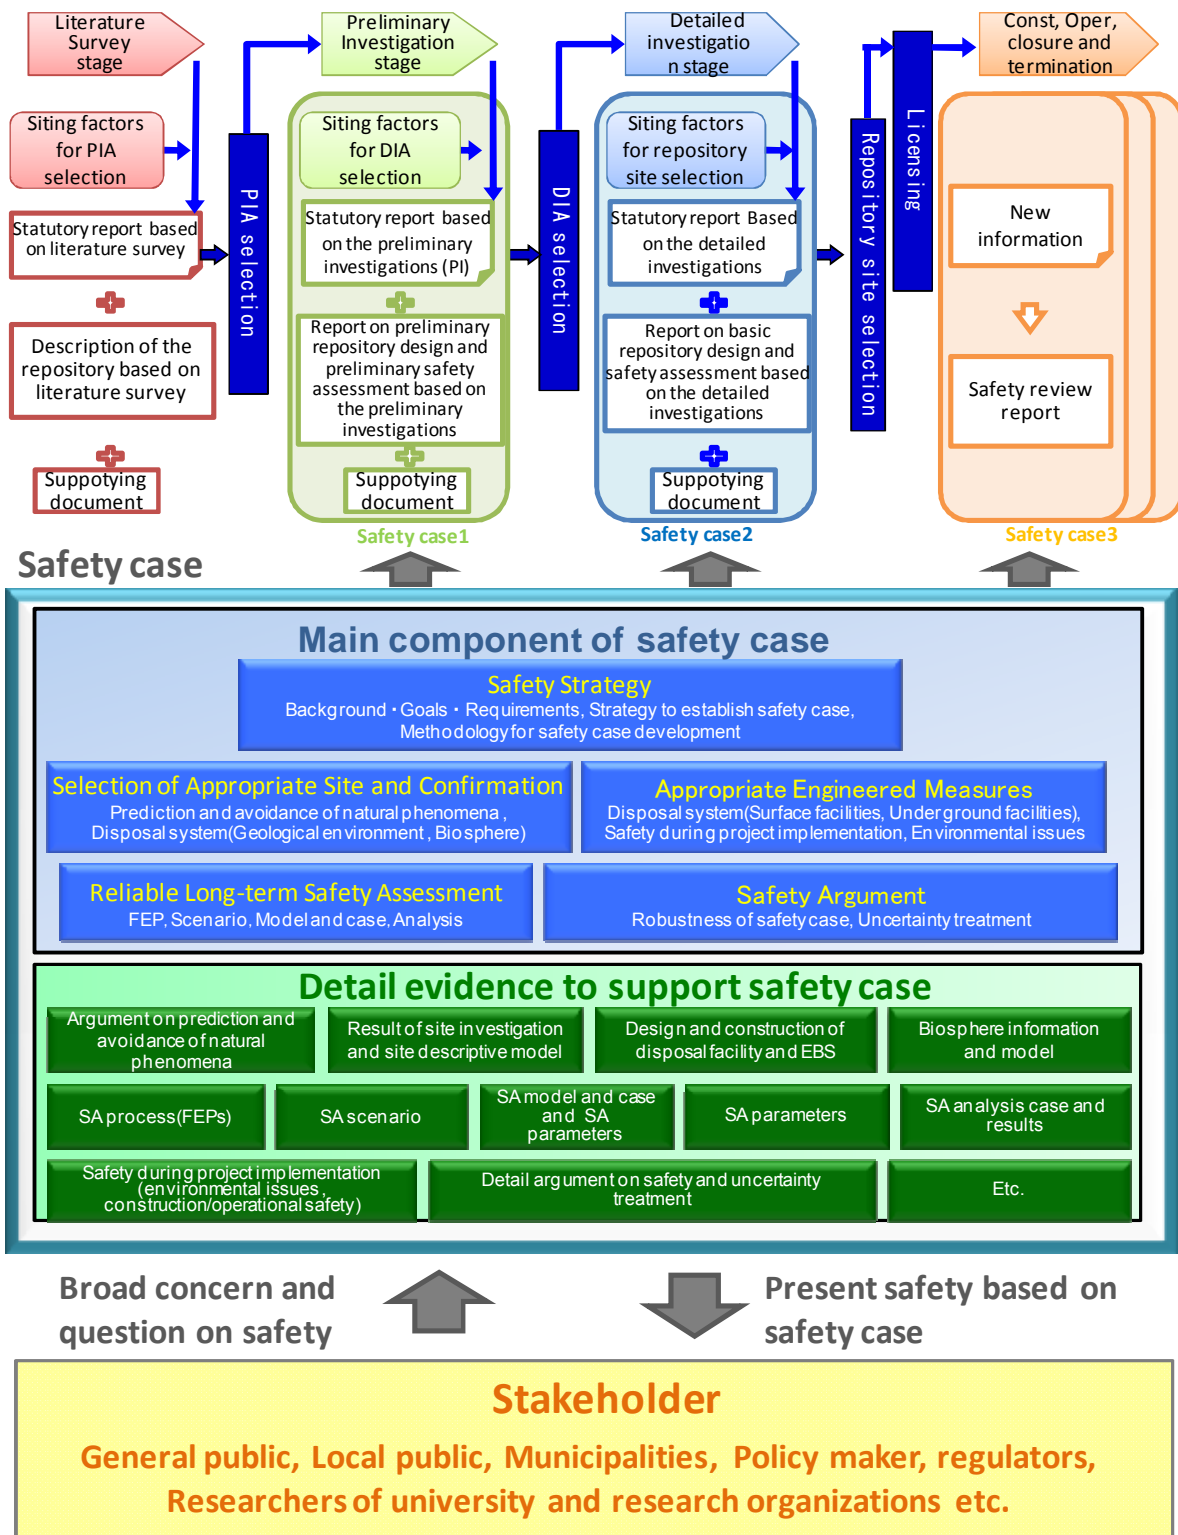 Literature
Survey
stage
Preliminary
Investigation
stage
Detailed
investigatio
n stage
Const, Oper,
closure and
termination
Siting factors
for PIA
selection
Statutory report based
on literature survey
Description of the
repository based on
literature survey
Suppotying
document
PIA selection
Siting factors
for DIA
selection
Statutory report based
on the preliminary
investigations (PI)
Report on preliminary
repository design and
preliminary safety
assessment based on
the preliminary
investigations
Suppotying
document
Safety case1
DIA selection
Siting factors
for repository
site selection
Statutory report Based
on the detailed
investigations
Report on basic
repository design and
safety assessment based
on the detailed
investigations
Suppotying
document
Safety case2
Repository site selection
Licensing
New
information
Safety review
report
Safety case3
Safety case
Main component of safety case
Safety Strategy
Background・Goals・Requirements, Strategy to establish safety case,
Methodology for safety case development
Selection of Appropriate Site and Confirmation
Prediction and avoidance of natural phenomena ,
Disposal system(Geological environment , Biosphere)
Appropriate Engineered Measures
Disposal system(Surface facilities, Underground facilities),
Safety during project implementation, Environmental issues
Reliable Long-term Safety Assessment
FEP, Scenario, Model and case, Analysis
Safety Argument
Robustness of safety case, Uncertainty treatment
Detail evidence to support safety case
Argument on prediction and
avoidance of natural
phenomena
Result of site investigation
and site descriptive model
Design and construction of
disposal facility and EBS
Biosphere information
and model
SA process(FEPs)
SA scenario
SA model and case
and SA
parameters
SA parameters
SA analysis case and
results
Safety during project implementation
(environmental issues ,
construction/operational safety)
Detail argument on safety and uncertainty
treatment
Etc.
Broad concern and
question on safety
Present safety based on
safety case
Stakeholder
General public, Local public, Municipalities, Policy maker, regulators,
Researchers of university and research organizations etc.